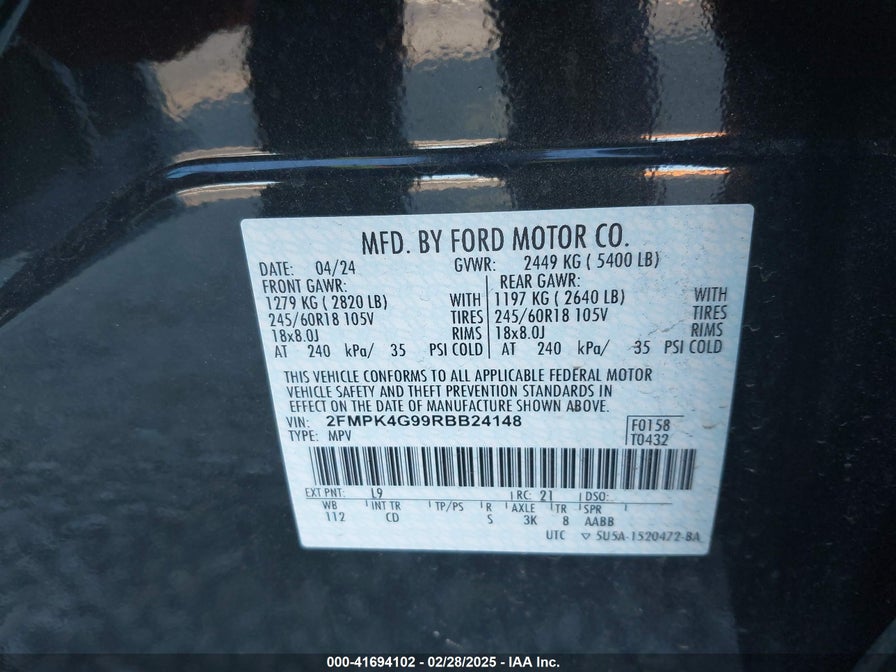 MFD. BY FORD MOTOR CO.
DATE: 04/24 GVWR: 2449 KG ( 5400 LB)
FRONT GAWR: REAR GAWR:
1279 KG ( 2820 LB) WITH 1197 KG ( 2640 LB) WITH
245/60R18 105V TIRES 245/60R18 105V TIRES
18x8.0J RIMS 18x8.0J RIMS
AT 240 kPa/ 35 PSI COLD AT 240 kPa/ 35 PSI COLD
THIS VEHICLE CONFORMS TO ALL APPLICABLE FEDERAL MOTOR
VEHICLE SAFETY AND THEFT PREVENTION STANDARDS IN
EFFECT ON THE DATE OF MANUFACTURE SHOWN ABOVE.
VIN: 2FMPK4G99RBB24148 F0158
TYPE: MPV T0432
EXT PNT: L9 RC: 21 DSO:
WB INT TR TP/PS R AXLE TR SPR
112 CD S 3K 8 AABB
UTC ▽ 5U5A-1520472-BA
000-41694102 / 02/28/2025 - IAA Inc.